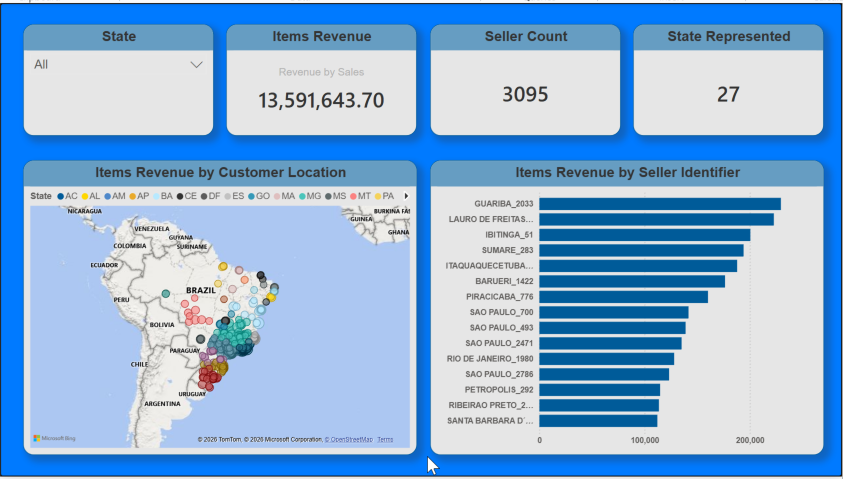 State
All
Items Revenue
Revenue by Sales
13,591,643.70
Seller Count
3095
State Represented
27
Items Revenue by Customer Location
State AC AL AM AP BA CE DF ES GO MA MG MS MT PA
NICARAGUA
VENEZUELA
GUYANA
COLOMBIA
SURINAME
ECUADOR
BRAZIL
PERU
BOLIVIA
PARAGUAY
CHILE
URUGUAY
ARGENTINA
GUINEA
BURKINA FA
GHANA
Microsoft Bing
© 2026 TomTom, © 2026 Microsoft Corporation, © OpenStreetMap Terms
Items Revenue by Seller Identifier
GUARIBA_2033
LAURO DE FREITAS...
IBITINGA_51
SUMARE_283
ITAQUAQUECETUBA...
BARUERI_1422
PIRACICABA_776
SAO PAULO_700
SAO PAULO_493
SAO PAULO_2471
RIO DE JANEIRO_1980
SAO PAULO_2786
PETROPOLIS_292
RIBEIRAO PRETO_2...
SANTA BARBARA D´...
0 100,000 200,000